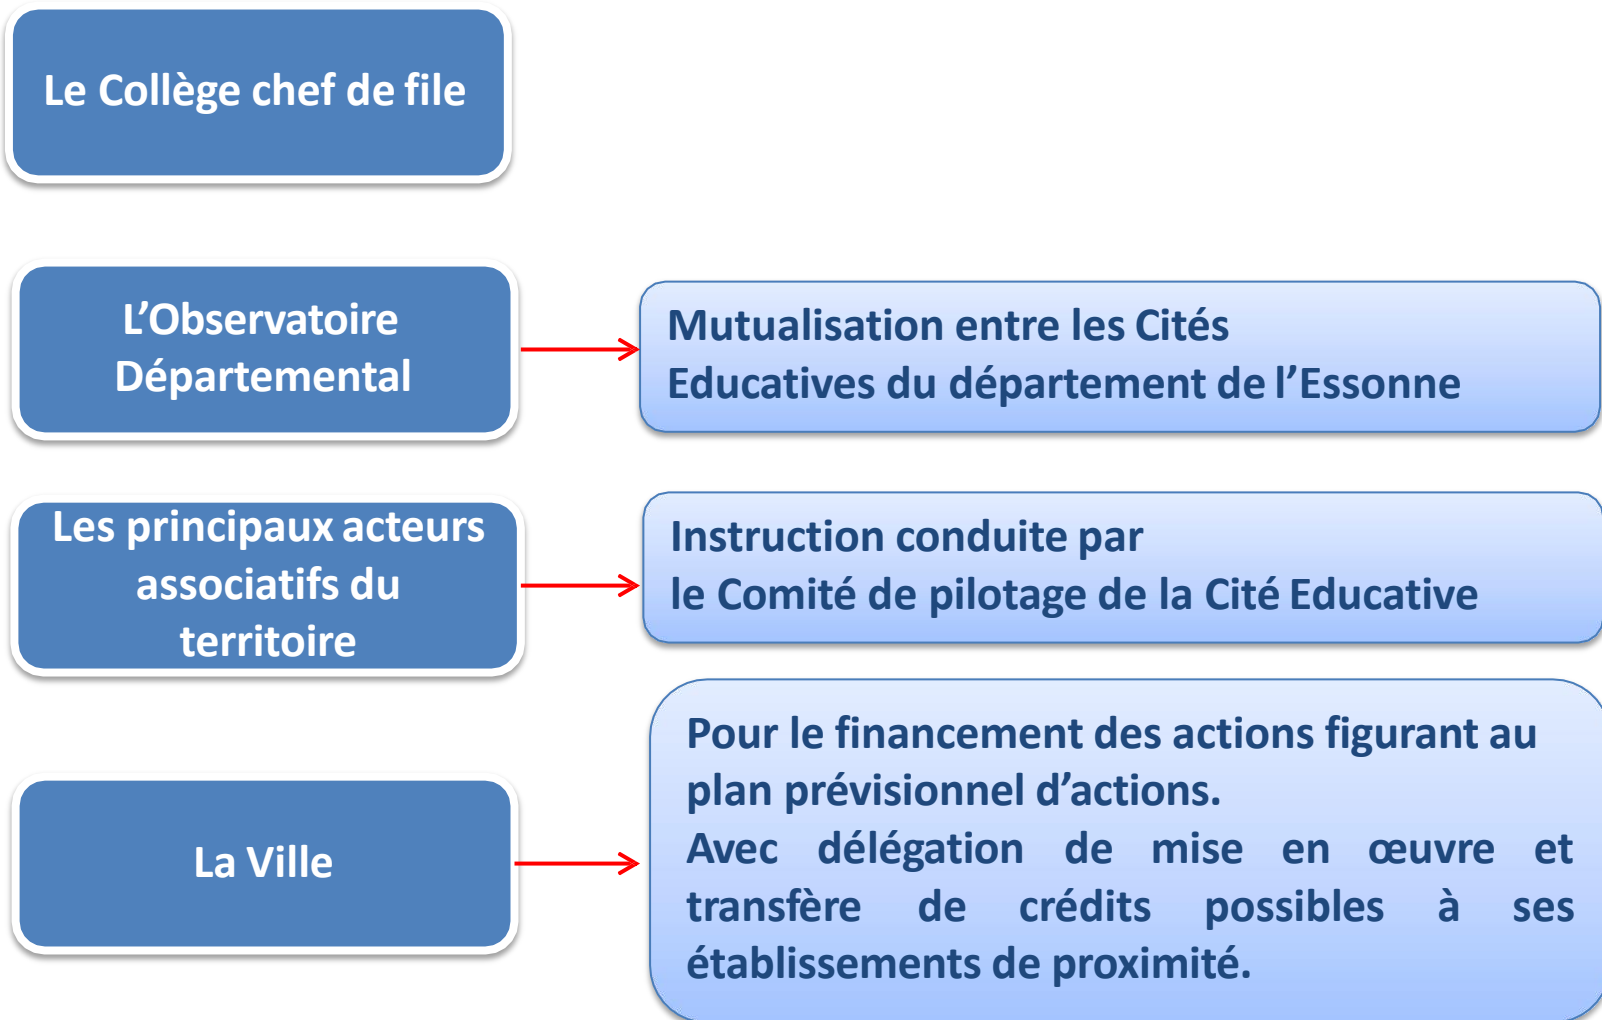 Le Collège chef de file
L’Observatoire
Départemental
Mutualisation entre les Cités
Educatives du département de l’Essonne
Les principaux acteurs
associatifs du
territoire
Instruction conduite par
le Comité de pilotage de la Cité Educative
La Ville
Pour le financement des actions figurant au
plan prévisionnel d’actions.
Avec délégation de mise en œuvre et
transfère de crédits possibles à ses
établissements de proximité.